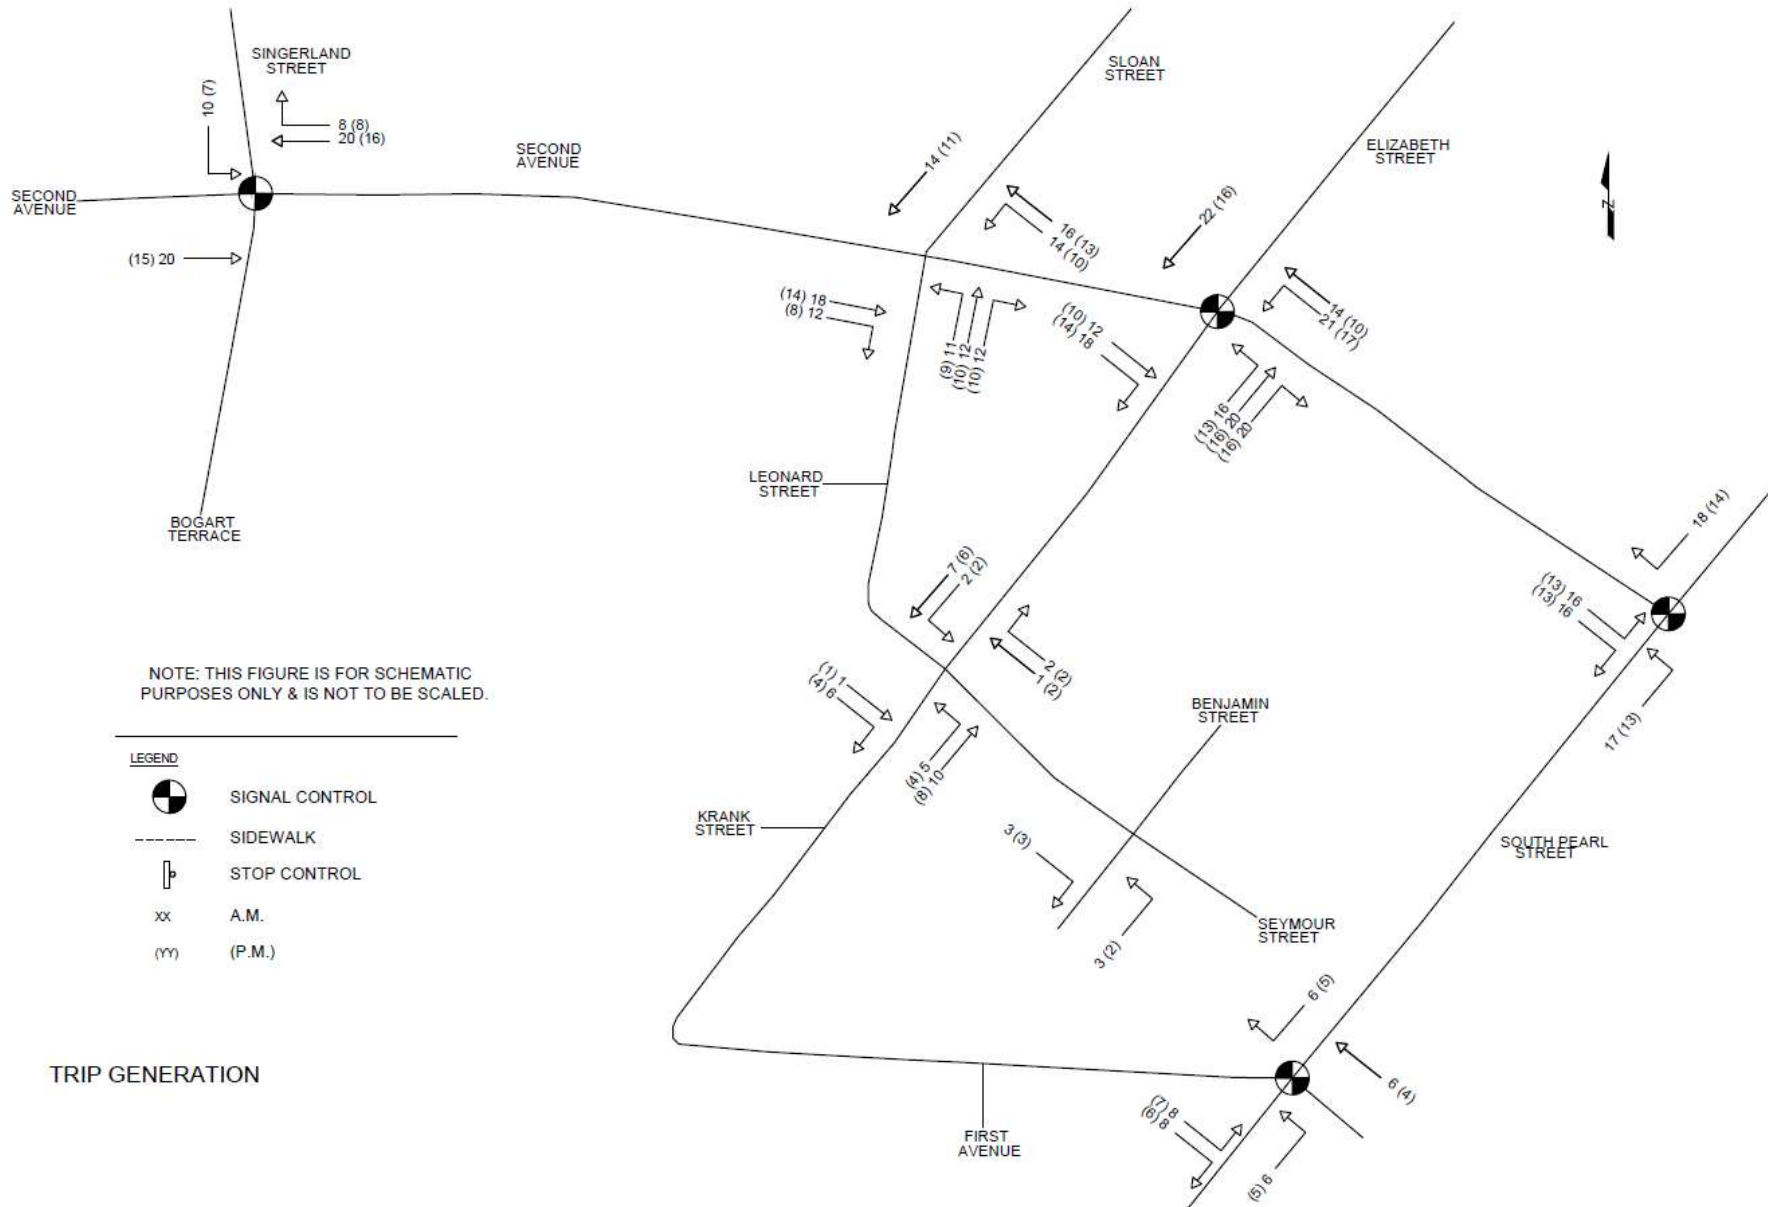 SINGERLAND
STREET
10 (7)
8 (8)
20 (16)
SECOND
AVENUE
SECOND
AVENUE
(15) 20
BOGART
TERRACE
SLOAN
STREET
14 (11)
16 (13)
14 (10)
(14) 18
(8) 12
(9) 11
(10) 12
(10) 12
ELIZABETH
STREET
22 (16)
14 (10)
21 (17)
(10) 12
(14) 18
(13) 16
(16) 20
(16) 20
N
LEONARD
STREET
7 (6)
2 (2)
2 (2)
1 (2)
(1) 1
(4) 6
(4) 5
(8) 10
18 (14)
(13) 16
(13) 16
17 (13)
BENJAMIN
STREET
KRANK
STREET
3 (3)
3 (2)
SOUTH PEARL
STREET
SEYMOUR
STREET
6 (5)
6 (4)
(7) 8
(6) 8
(5) 6
FIRST
AVENUE
NOTE: THIS FIGURE IS FOR SCHEMATIC
PURPOSES ONLY & IS NOT TO BE SCALED.
LEGEND
SIGNAL CONTROL
SIDEWALK
STOP CONTROL
XX A.M.
(YY) (P.M.)
TRIP GENERATION